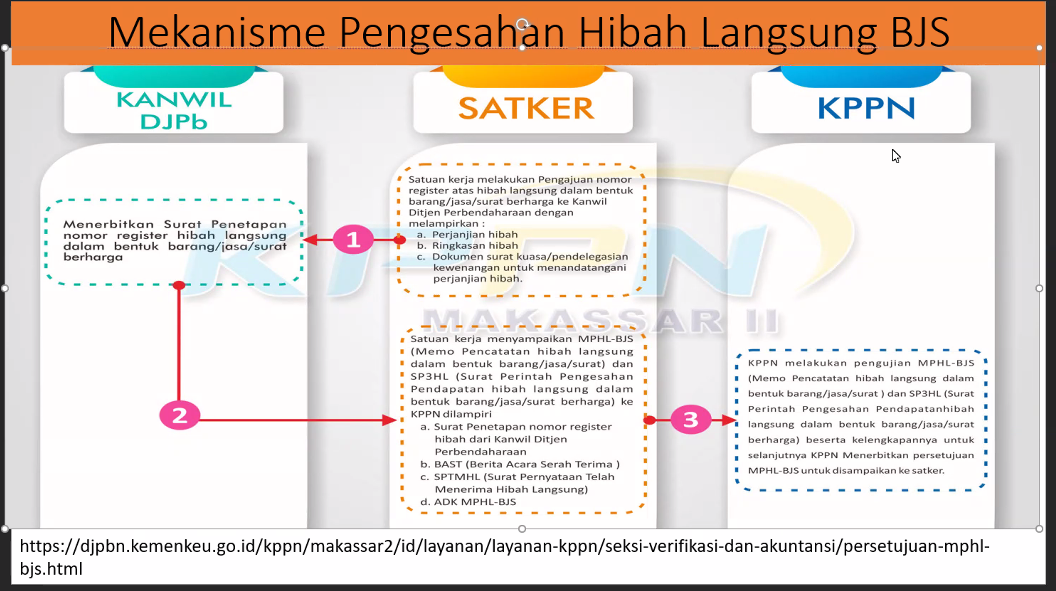 Mekanisme Pengesahan Hibah Langsung BJS
KANWIL
DJPb
SATKER
KPPN
Menerbitkan Surat Penetapan
nomor register hibah langsung
dalam bentuk barang/jasa/surat
berharga
1
Satuan kerja melakukan Pengajuan nomor
register atas hibah langsung dalam bentuk
barang/jasa/surat berharga ke Kanwil
Ditjen Perbendaharaan dengan
melampirkan :
a. Perjanjian hibah
b. Ringkasan hibah
c. Dokumen surat kuasa/pendelegasian
kewenangan untuk menandatangani
perjanjian hibah.
KPPN
MAKASSAR II
2
Satuan kerja menyampaikan MPHL-BJS
(Memo Pencatatan hibah langsung
dalam bentuk barang/jasa/surat) dan
SP3HL (Surat Perintah Pengesahan
Pendapatan hibah langsung dalam
bentuk barang/jasa/surat berharga) ke
KPPN dilampiri
a. Surat Penetapan nomor register
hibah dari Kanwil Ditjen
Perbendaharaan
b. BAST (Berita Acara Serah Terima )
c. SPTMHL (Surat Pernyataan Telah
Menerima Hibah Langsung)
d. ADK MPHL-BJS
3
KPPN melakukan pengujian MPHL-BJS
(Memo Pencatatan hibah langsung dalam
bentuk barang/jasa/surat ) dan SP3HL (Surat
Perintah Pengesahan Pendapatanhibah
langsung dalam bentuk barang/jasa/surat
berharga) beserta kelengkapannya untuk
selanjutnya KPPN Menerbitkan persetujuan
MPHL-BJS untuk disampaikan ke satker.
https://djpbn.kemenkeu.go.id/kppn/makassar2/id/layanan/layanan-kppn/seksi-verifikasi-dan-akuntansi/persetujuan-mphl-
bjs.html